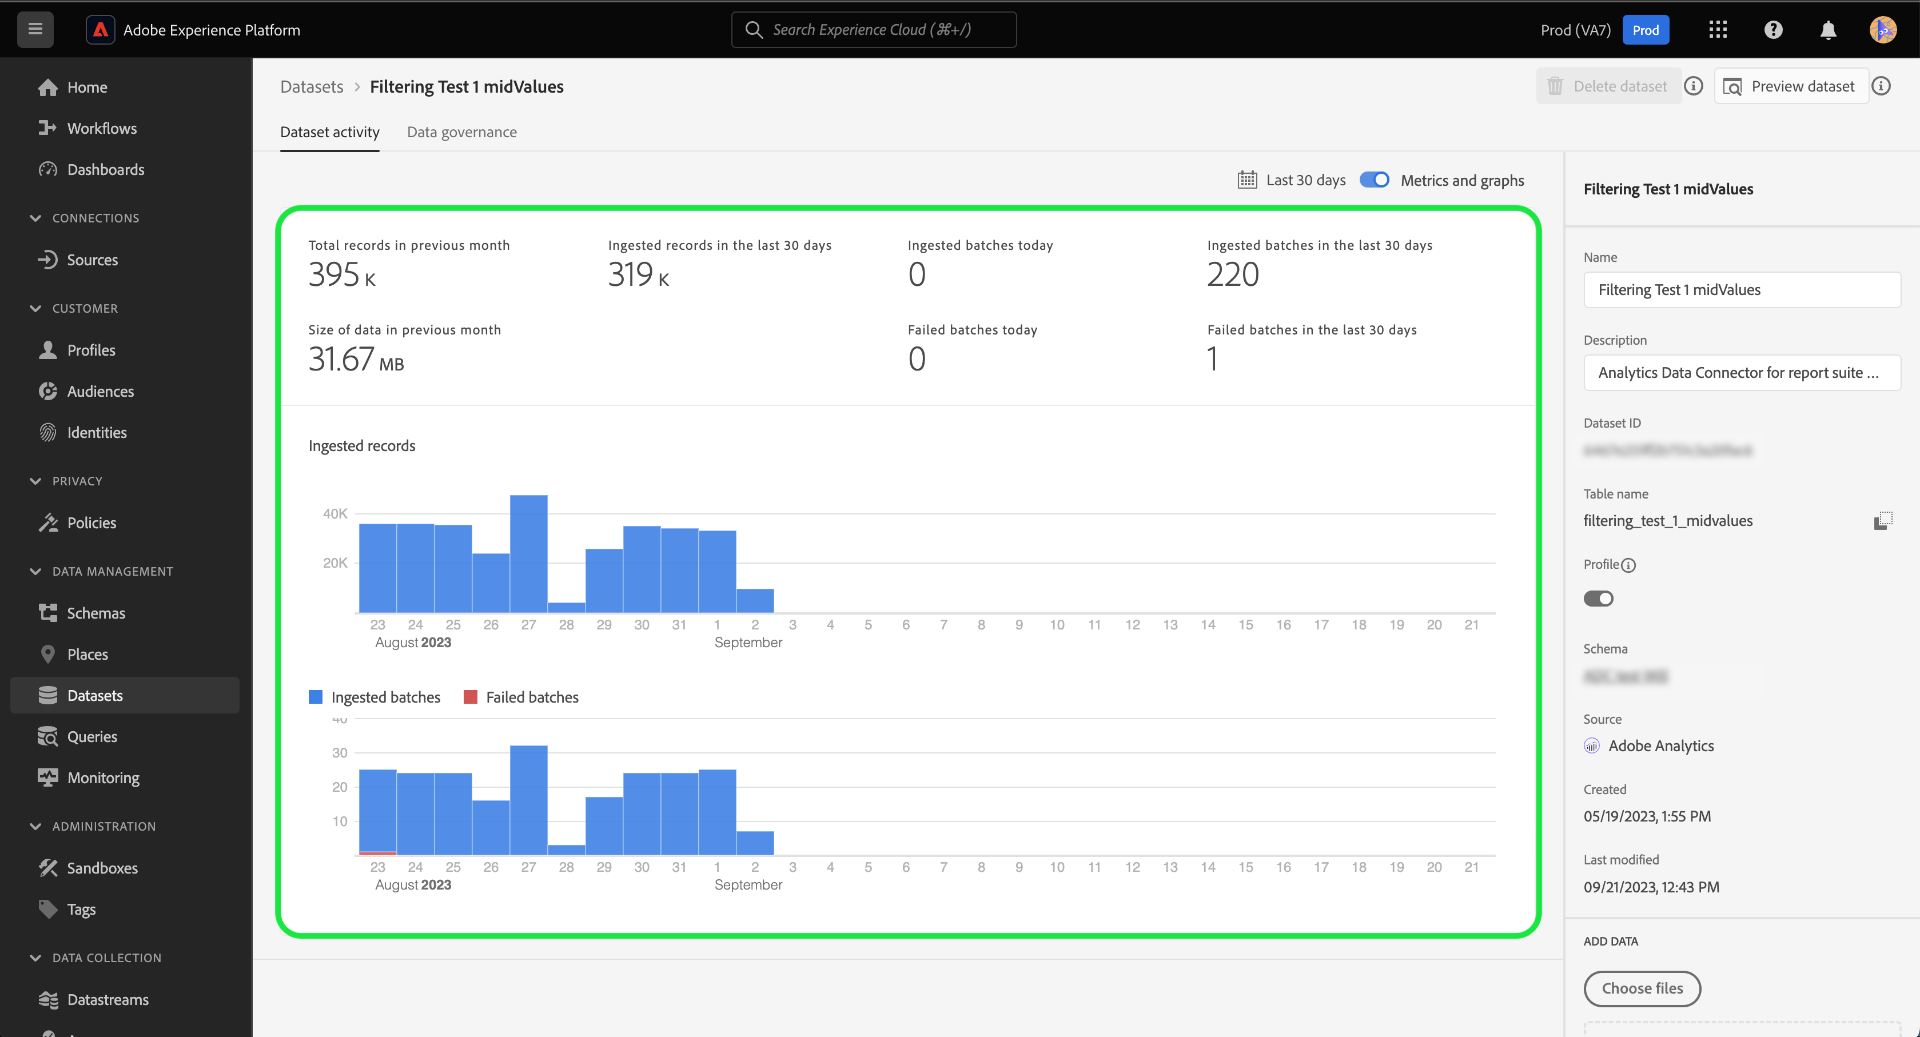 Adobe Experience Platform
Search Experience Cloud (⌘+/)
Prod (VA7)
Prod
Home
Workflows
Dashboards
CONNECTIONS
Sources
CUSTOMER
Profiles
Audiences
Identities
PRIVACY
Policies
DATA MANAGEMENT
Schemas
Places
Datasets
Queries
Monitoring
ADMINISTRATION
Sandboxes
Tags
DATA COLLECTION
Datastreams
Datasets > Filtering Test 1 midValues
Delete dataset
Preview dataset
Dataset activity
Data governance
Last 30 days
Metrics and graphs
Total records in previous month
395 K
Ingested records in the last 30 days
319 K
Ingested batches today
0
Ingested batches in the last 30 days
220
Size of data in previous month
31.67 MB
Failed batches today
0
Failed batches in the last 30 days
1
Ingested records
40K
20K
23 24 25 26 27 28 29 30 31 1 2 3 4 5 6 7 8 9 10 11 12 13 14 15 16 17 18 19 20 21
August 2023 September
Ingested batches Failed batches
40
30
20
10
23 24 25 26 27 28 29 30 31 1 2 3 4 5 6 7 8 9 10 11 12 13 14 15 16 17 18 19 20 21
August 2023 September
Filtering Test 1 midValues
Name
Filtering Test 1 midValues
Description
Analytics Data Connector for report suite ...
Dataset ID
Table name
filtering_test_1_midvalues
Profile
Schema
Source
Adobe Analytics
Created
05/19/2023, 1:55 PM
Last modified
09/21/2023, 12:43 PM
ADD DATA
Choose files